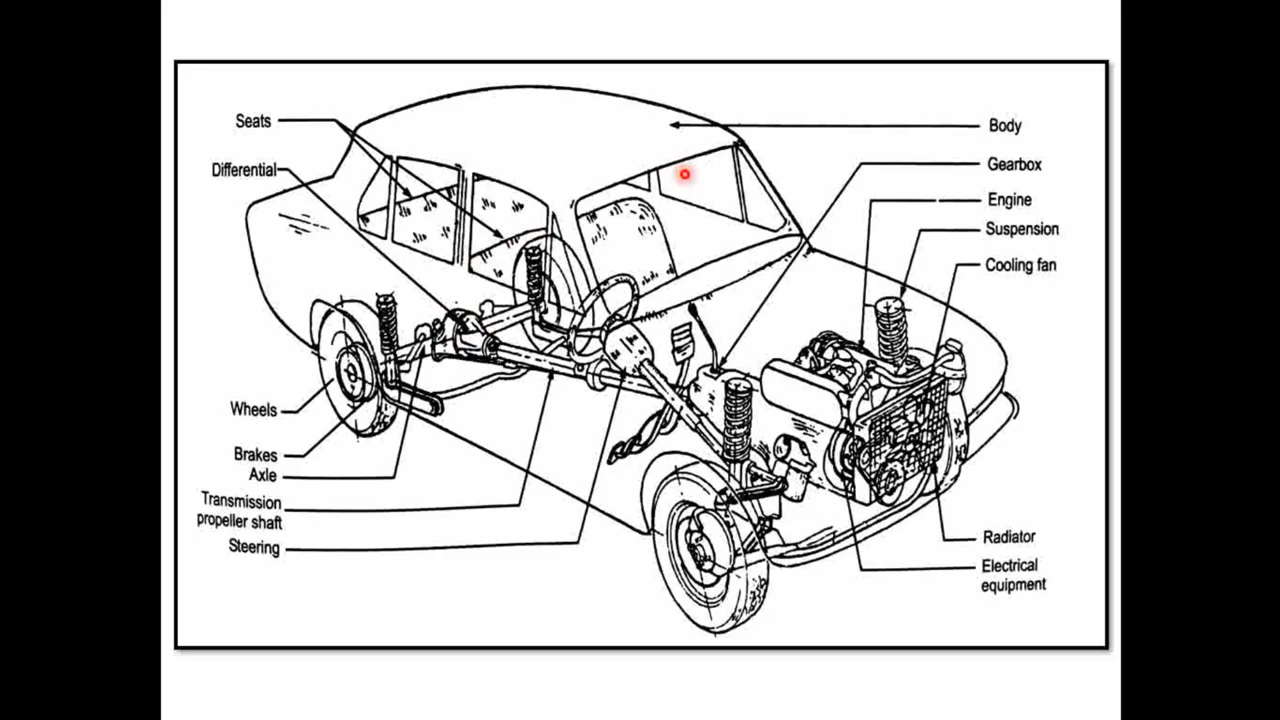 Seats
Differential
Wheels
Brakes
Axle
Transmission
propeller shaft
Steering
Body
Gearbox
Engine
Suspension
Cooling fan
Radiator
Electrical
equipment